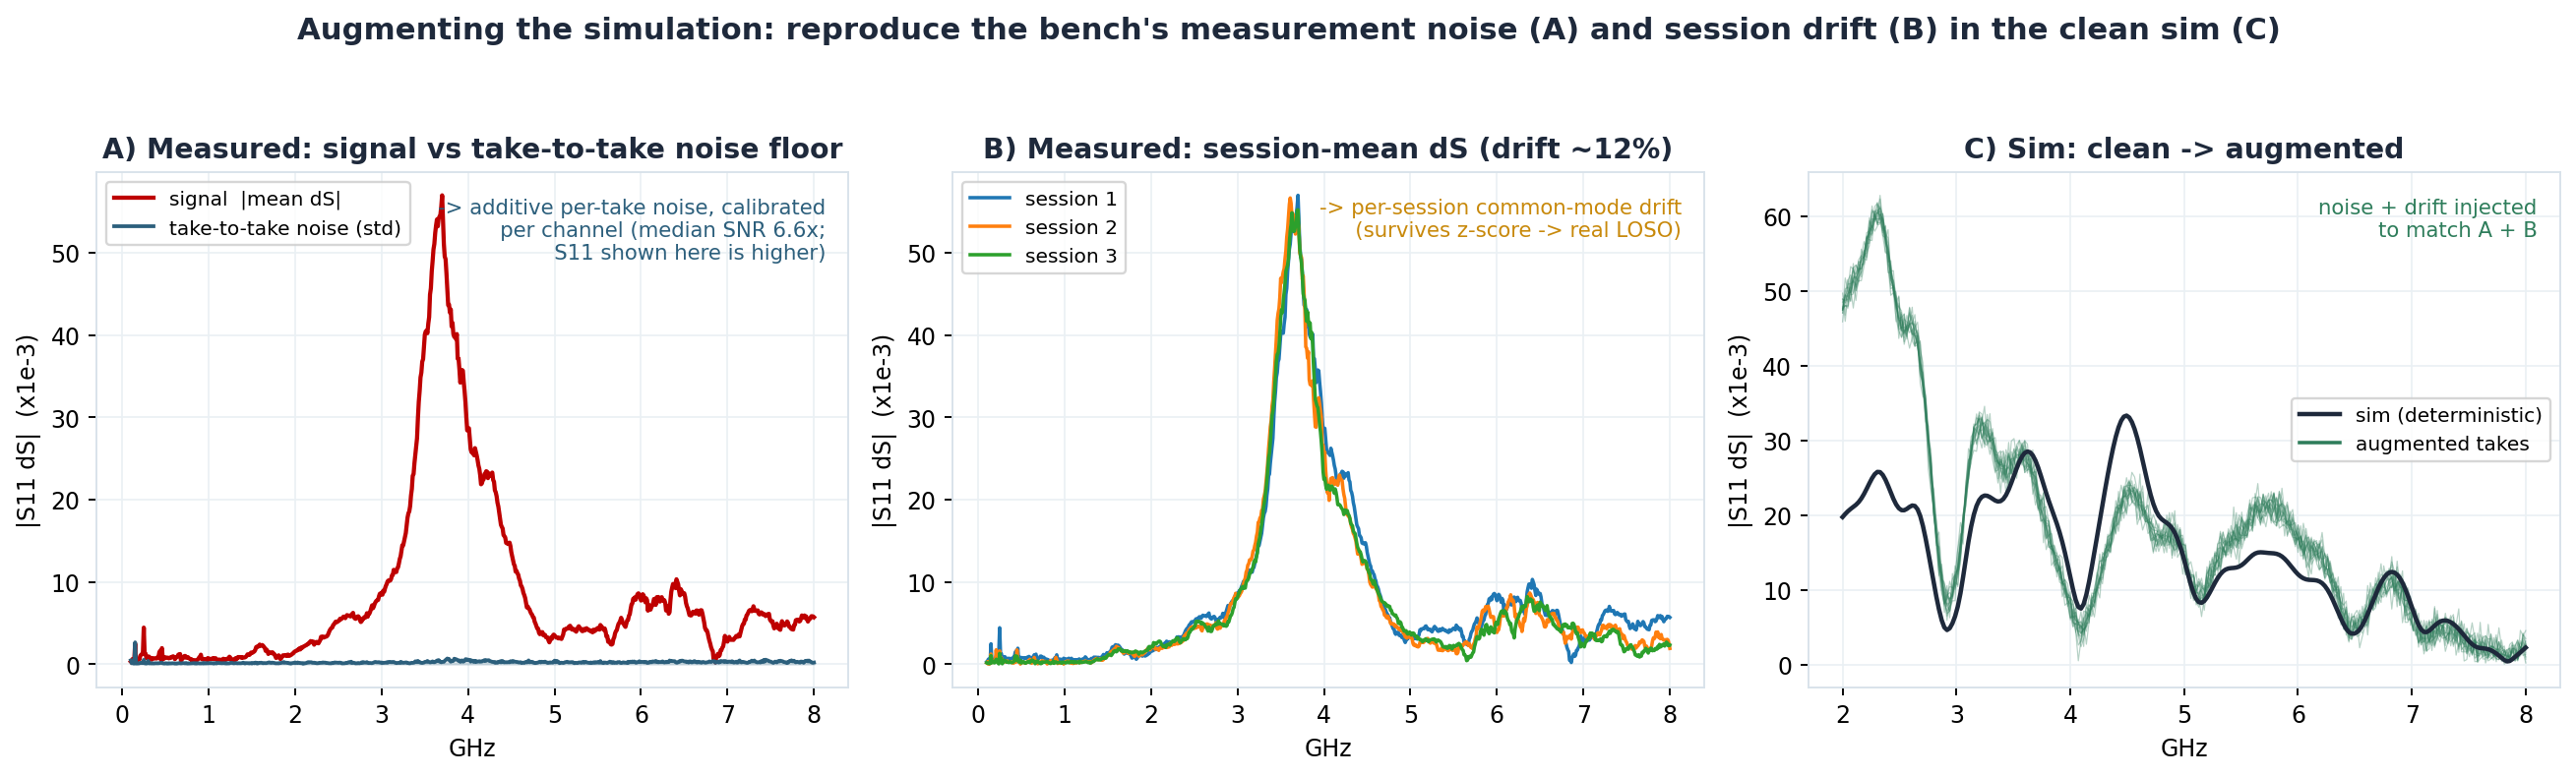 Augmenting the simulation: reproduce the bench's measurement noise (A) and session drift (B) in the clean sim (C)
A) Measured: signal vs take-to-take noise floor
signal |mean dS|
take-to-take noise (std)
-> additive per-take noise, calibrated
per channel (median SNR 6.6x;
S11 shown here is higher)
|S11 dS| (x1e-3)
50
40
30
20
10
0
0 1 2 3 4 5 6 7 8
GHz
B) Measured: session-mean dS (drift ~12%)
session 1
session 2
session 3
-> per-session common-mode drift
(survives z-score -> real LOSO)
|S11 dS| (x1e-3)
50
40
30
20
10
0
0 1 2 3 4 5 6 7 8
GHz
C) Sim: clean -> augmented
noise + drift injected
to match A + B
sim (deterministic)
augmented takes
|S11 dS| (x1e-3)
60
50
40
30
20
10
0
2 3 4 5 6 7 8
GHz